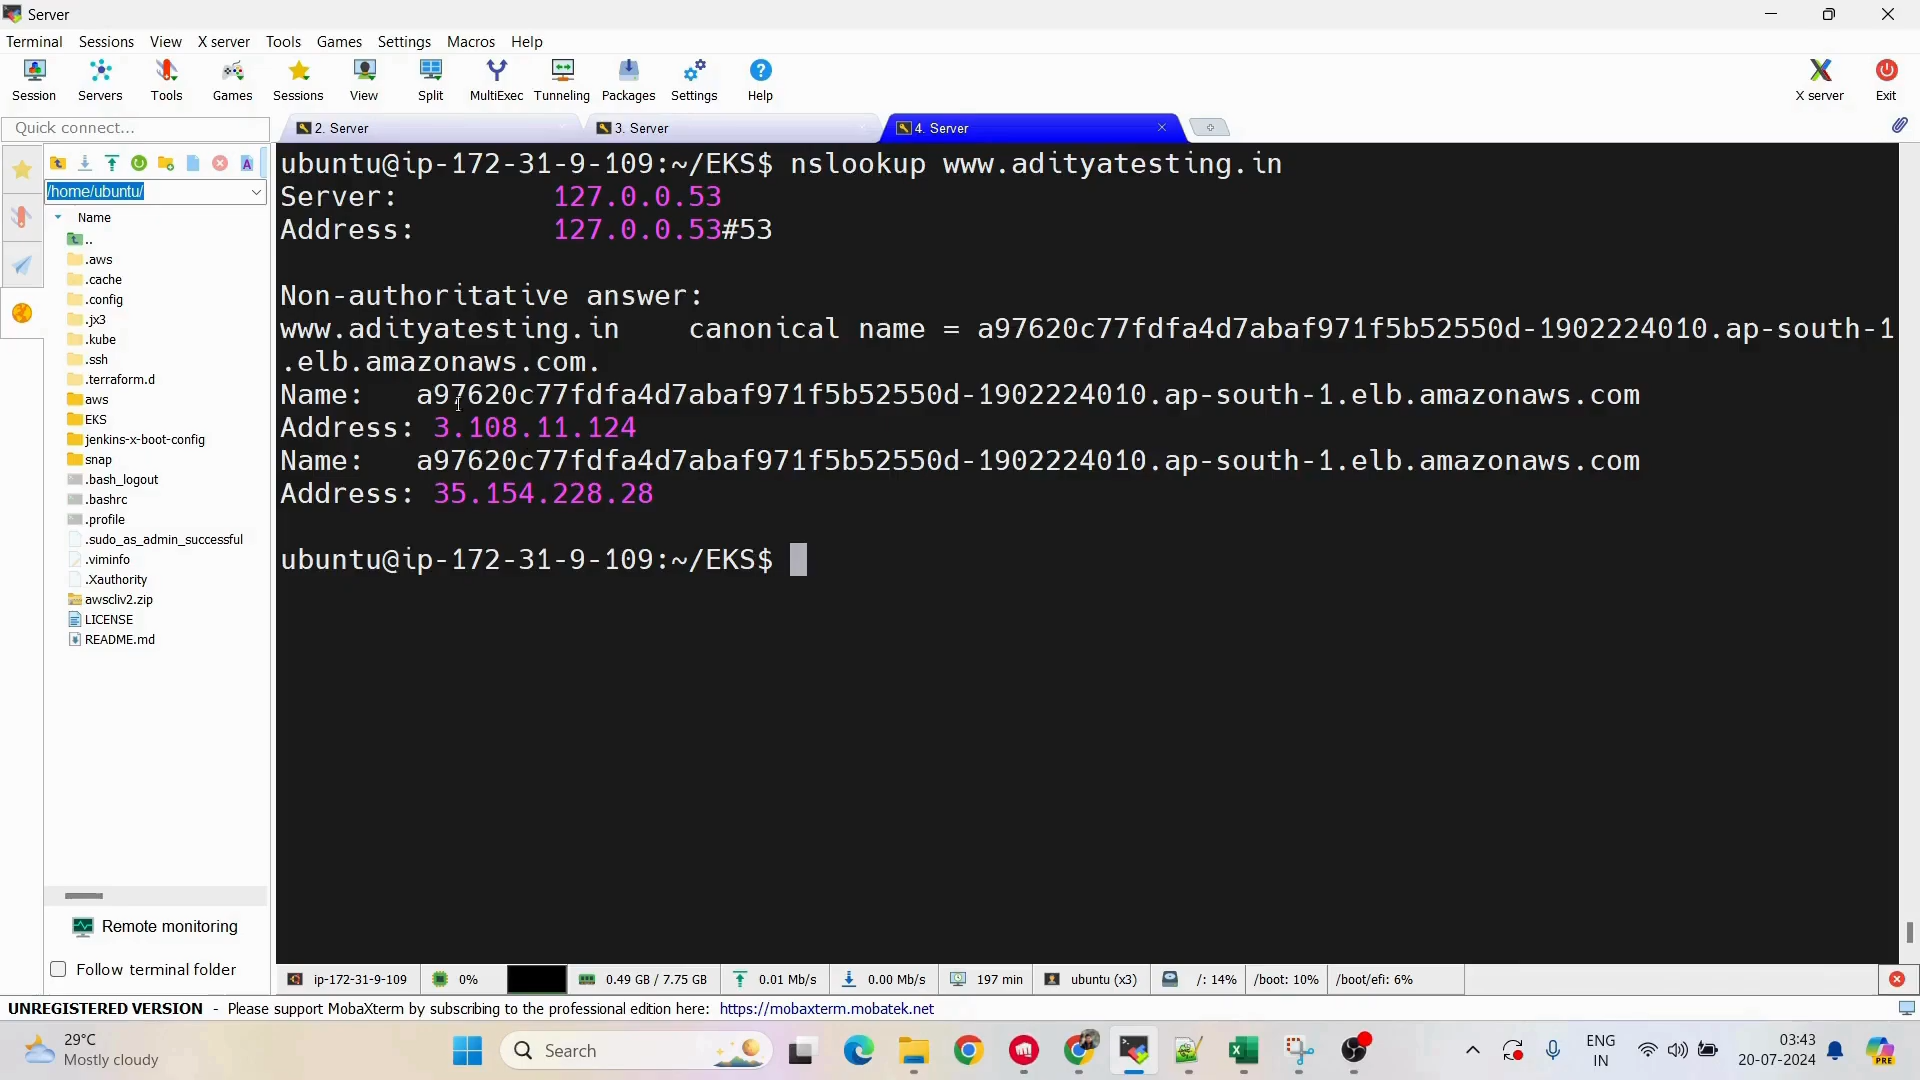 Server
Terminal Sessions View X server Tools Games Settings Macros Help
Session Servers Tools Games Sessions View Split MultiExec Tunneling Packages Settings Help X server Exit
Quick connect...
2. Server
3. Server
4. Server
/home/ubuntu/
Name
..
.aws
.cache
.config
.jx3
.kube
.ssh
.terraform.d
aws
EKS
jenkins-x-boot-config
snap
.bash_logout
.bashrc
.profile
.sudo_as_admin_successful
.viminfo
.Xauthority
awscliv2.zip
LICENSE
README.md
Remote monitoring
Follow terminal folder
ubuntu@ip-172-31-9-109:~/EKS$ nslookup www.adityatesting.in
Server: 127.0.0.53
Address: 127.0.0.53#53
Non-authoritative answer:
www.adityatesting.in canonical name = a97620c77fdfa4d7abaf971f5b52550d-1902224010.ap-south-1
.elb.amazonaws.com.
Name: a97620c77fdfa4d7abaf971f5b52550d-1902224010.ap-south-1.elb.amazonaws.com
Address: 3.108.11.124
Name: a97620c77fdfa4d7abaf971f5b52550d-1902224010.ap-south-1.elb.amazonaws.com
Address: 35.154.228.28
ubuntu@ip-172-31-9-109:~/EKS$
ip-172-31-9-109 0% 0.49 GB / 7.75 GB 0.01 Mb/s 0.00 Mb/s 197 min ubuntu (x3) /: 14% /boot: 10% /boot/efi: 6%
UNREGISTERED VERSION - Please support MobaXterm by subscribing to the professional edition here: https://mobaxterm.mobatek.net
29°C
Mostly cloudy
Search
ENG
IN
03:43
20-07-2024
PRE